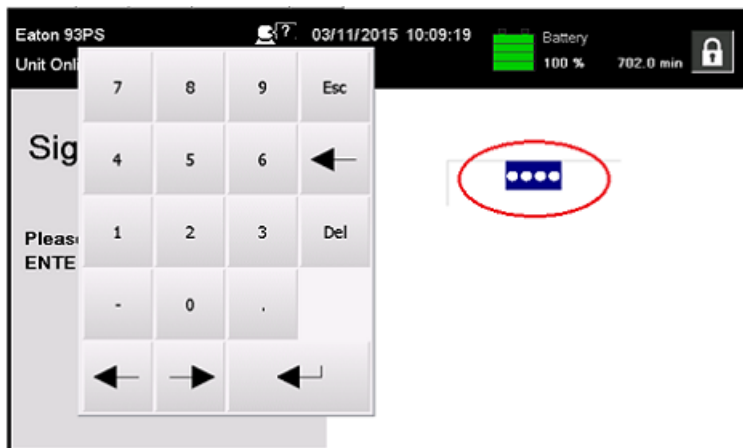 Eaton 93PS ? 03/11/2015 10:09:19 Battery
Unit Onli 100 % 702.0 min
7 8 9 Esc
Sig
4 5 6
Pleas 1 2 3 Del
ENTE
- 0 .